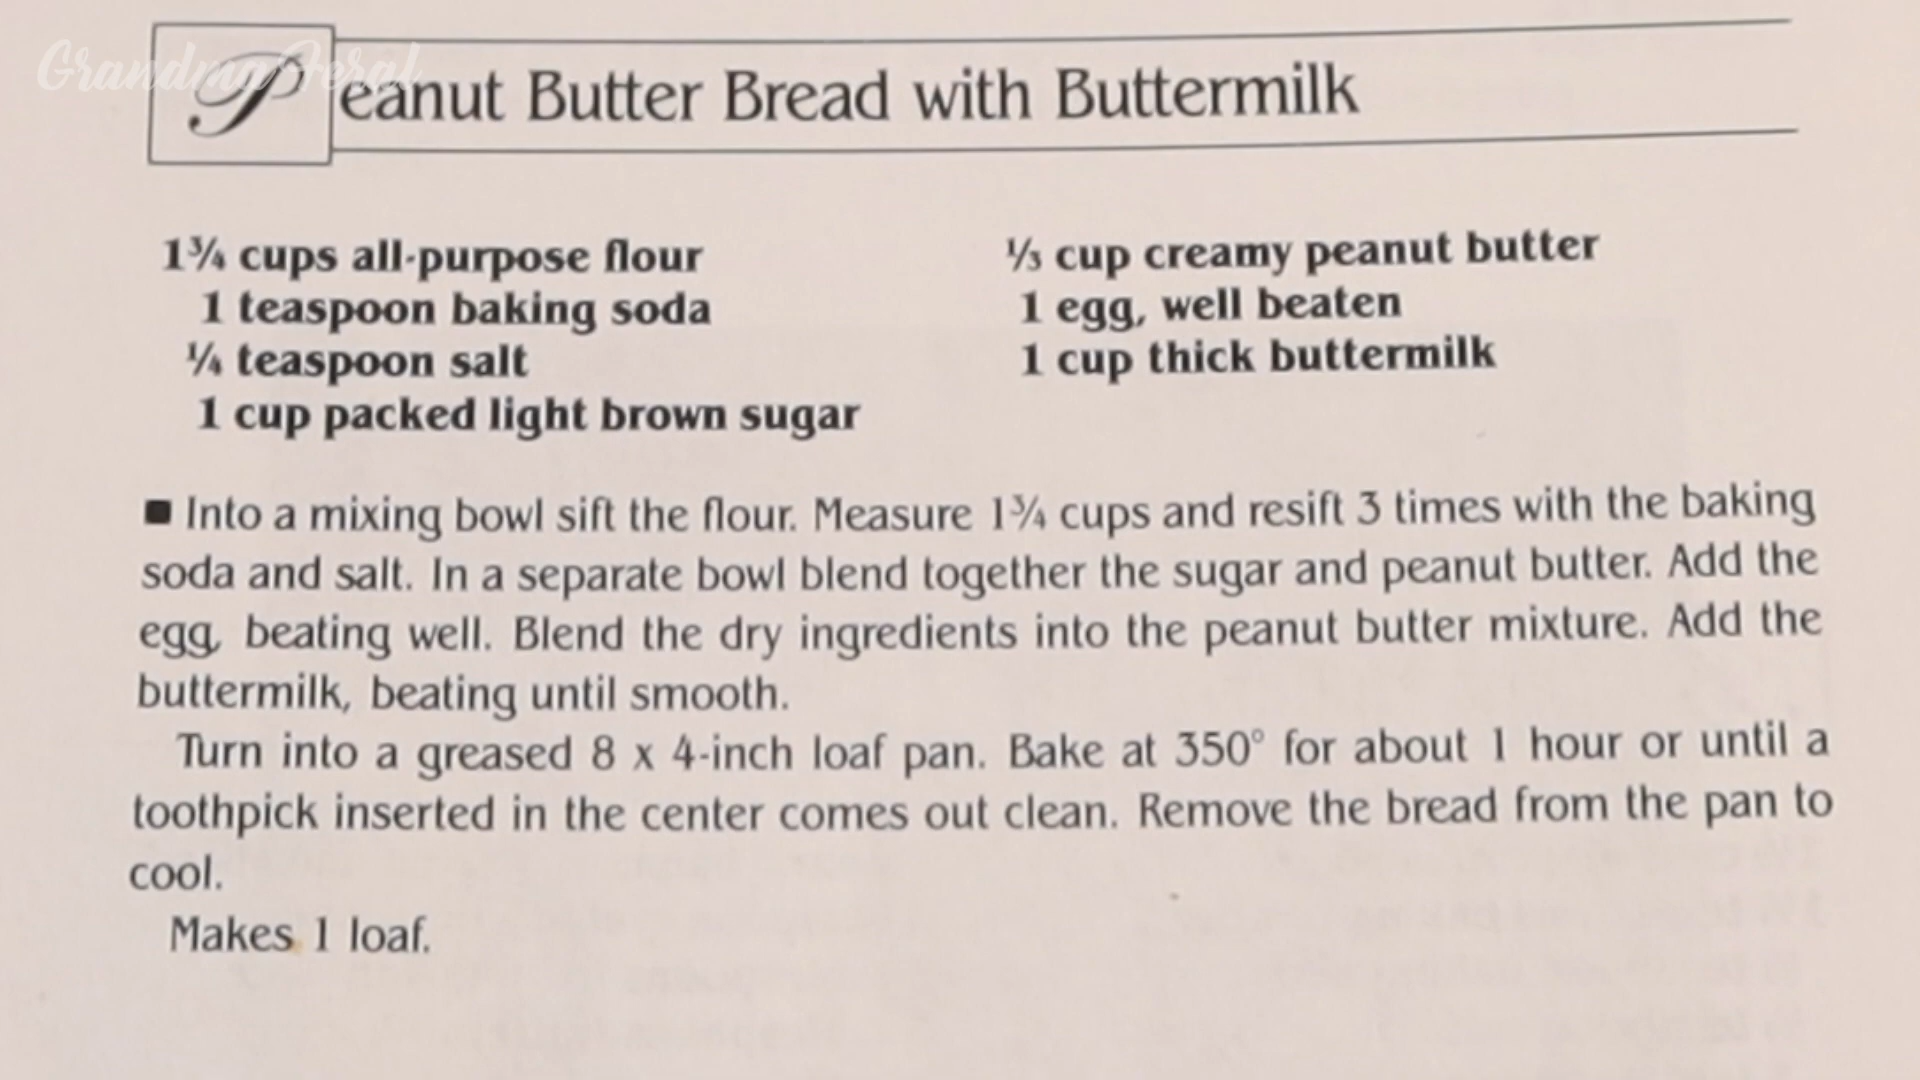 Grandma Feral
Peanut Butter Bread with Buttermilk
1¾ cups all-purpose flour
1 teaspoon baking soda
¼ teaspoon salt
1 cup packed light brown sugar
⅓ cup creamy peanut butter
1 egg, well beaten
1 cup thick buttermilk
■ Into a mixing bowl sift the flour. Measure 1¾ cups and resift 3 times with the baking
soda and salt. In a separate bowl blend together the sugar and peanut butter. Add the
egg, beating well. Blend the dry ingredients into the peanut butter mixture. Add the
buttermilk, beating until smooth.
Turn into a greased 8 x 4-inch loaf pan. Bake at 350° for about 1 hour or until a
toothpick inserted in the center comes out clean. Remove the bread from the pan to
cool.
Makes 1 loaf.